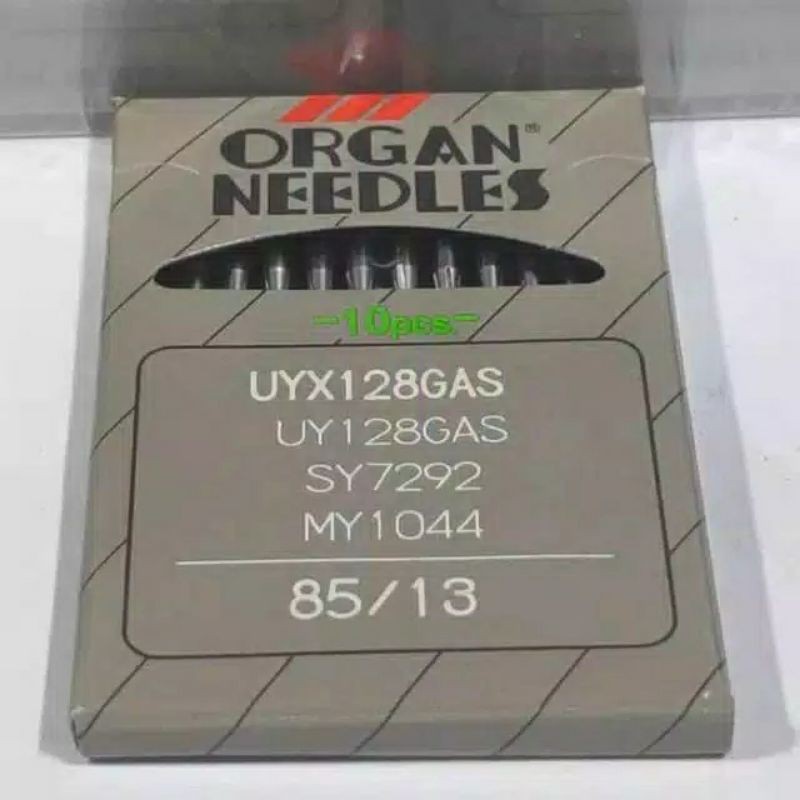 ORGAN®
NEEDLES
-10pcs.-
UYX128GAS
UY128GAS
SY7292
MY1044
85/13